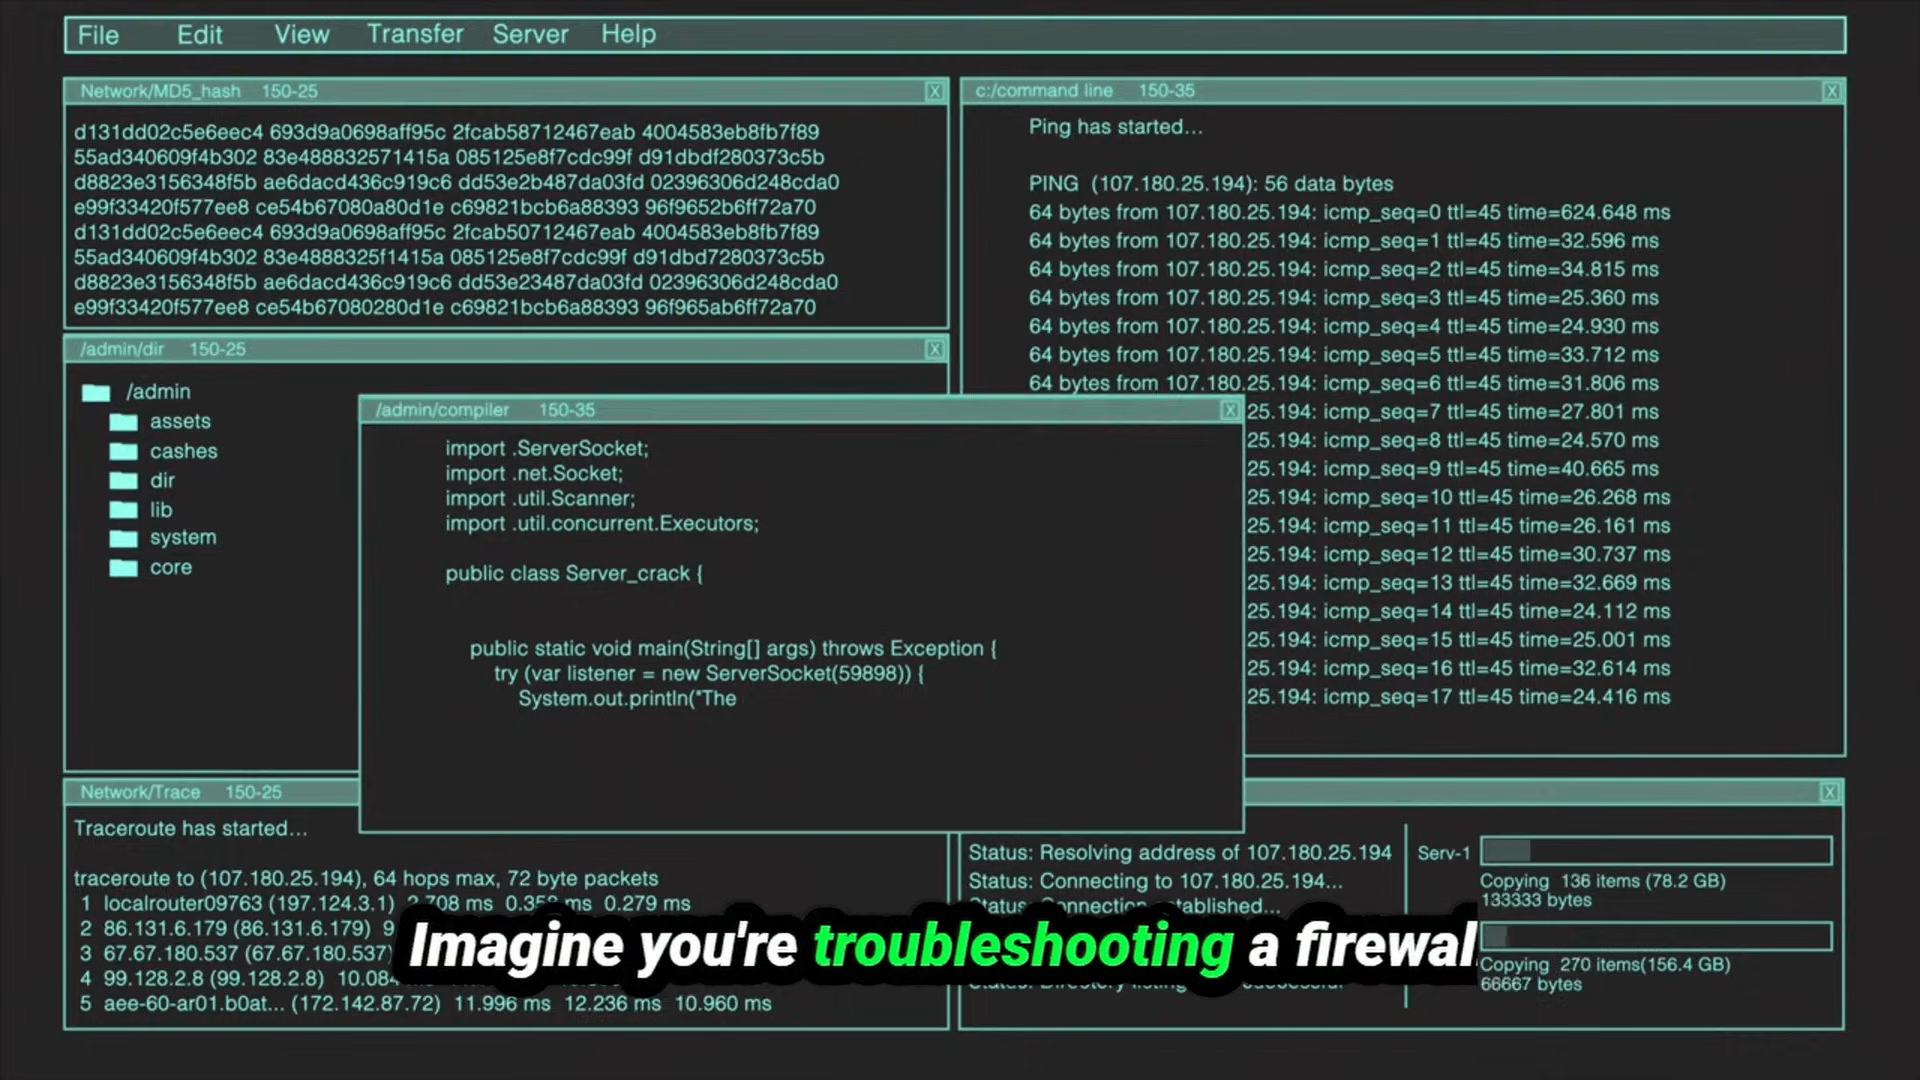 File Edit View Transfer Server Help
Network/MD5_hash 150-25
d131dd02c5e6eec4 693d9a0698aff95c 2fcab58712467eab 4004583eb8fb7f89
55ad340609f4b302 83e488832571415a 085125e8f7cdc99f d91dbdf280373c5b
d8823e3156348f5b ae6dacd436c919c6 dd53e2b487da03fd 02396306d248cda0
e99f33420f577ee8 ce54b67080a80d1e c69821bcb6a88393 96f9652b6ff72a70
d131dd02c5e6eec4 693d9a0698aff95c 2fcab50712467eab 4004583eb8fb7f89
55ad340609f4b302 83e4888325f1415a 085125e8f7cdc99f d91dbd7280373c5b
d8823e3156348f5b ae6dacd436c919c6 dd53e23487da03fd 02396306d248cda0
e99f33420f577ee8 ce54b67080280d1e c69821bcb6a88393 96f965ab6ff72a70
c:/command line 150-35
Ping has started...
PING (107.180.25.194): 56 data bytes
64 bytes from 107.180.25.194: icmp_seq=0 ttl=45 time=624.648 ms
64 bytes from 107.180.25.194: icmp_seq=1 ttl=45 time=32.596 ms
64 bytes from 107.180.25.194: icmp_seq=2 ttl=45 time=34.815 ms
64 bytes from 107.180.25.194: icmp_seq=3 ttl=45 time=25.360 ms
64 bytes from 107.180.25.194: icmp_seq=4 ttl=45 time=24.930 ms
64 bytes from 107.180.25.194: icmp_seq=5 ttl=45 time=33.712 ms
64 bytes from 107.180.25.194: icmp_seq=6 ttl=45 time=31.806 ms
25.194: icmp_seq=7 ttl=45 time=27.801 ms
25.194: icmp_seq=8 ttl=45 time=24.570 ms
25.194: icmp_seq=9 ttl=45 time=40.665 ms
25.194: icmp_seq=10 ttl=45 time=26.268 ms
25.194: icmp_seq=11 ttl=45 time=26.161 ms
25.194: icmp_seq=12 ttl=45 time=30.737 ms
25.194: icmp_seq=13 ttl=45 time=32.669 ms
25.194: icmp_seq=14 ttl=45 time=24.112 ms
25.194: icmp_seq=15 ttl=45 time=25.001 ms
25.194: icmp_seq=16 ttl=45 time=32.614 ms
25.194: icmp_seq=17 ttl=45 time=24.416 ms
/admin/dir 150-25
/admin
assets
cashes
dir
lib
system
core
/admin/compiler 150-35
import .ServerSocket;
import .net.Socket;
import .util.Scanner;
import .util.concurrent.Executors;
public class Server_crack {
public static void main(String[] args) throws Exception {
try (var listener = new ServerSocket(59898)) {
System.out.println("The
Network/Trace 150-25
Traceroute has started...
traceroute to (107.180.25.194), 64 hops max, 72 byte packets
1 localrouter09763 (197.124.3.1) 2.708 ms 0.279 ms
2 86.131.6.179 (86.131.6.179) 9
3 67.67.180.537 (67.67.180.537)
4 99.128.2.8 (99.128.2.8)
5 aee-60-ar01.b0at... (172.142.87.72) 11.996 ms 12.236 ms 10.960 ms
Status: Resolving address of 107.180.25.194
Status: Connecting to 107.180.25.194...
Status: Connection established...
Serv-1
Copying 136 items (78.2 GB)
133333 bytes
Copying 270 items(156.4 GB)
66667 bytes
Imagine you're troubleshooting a firewal